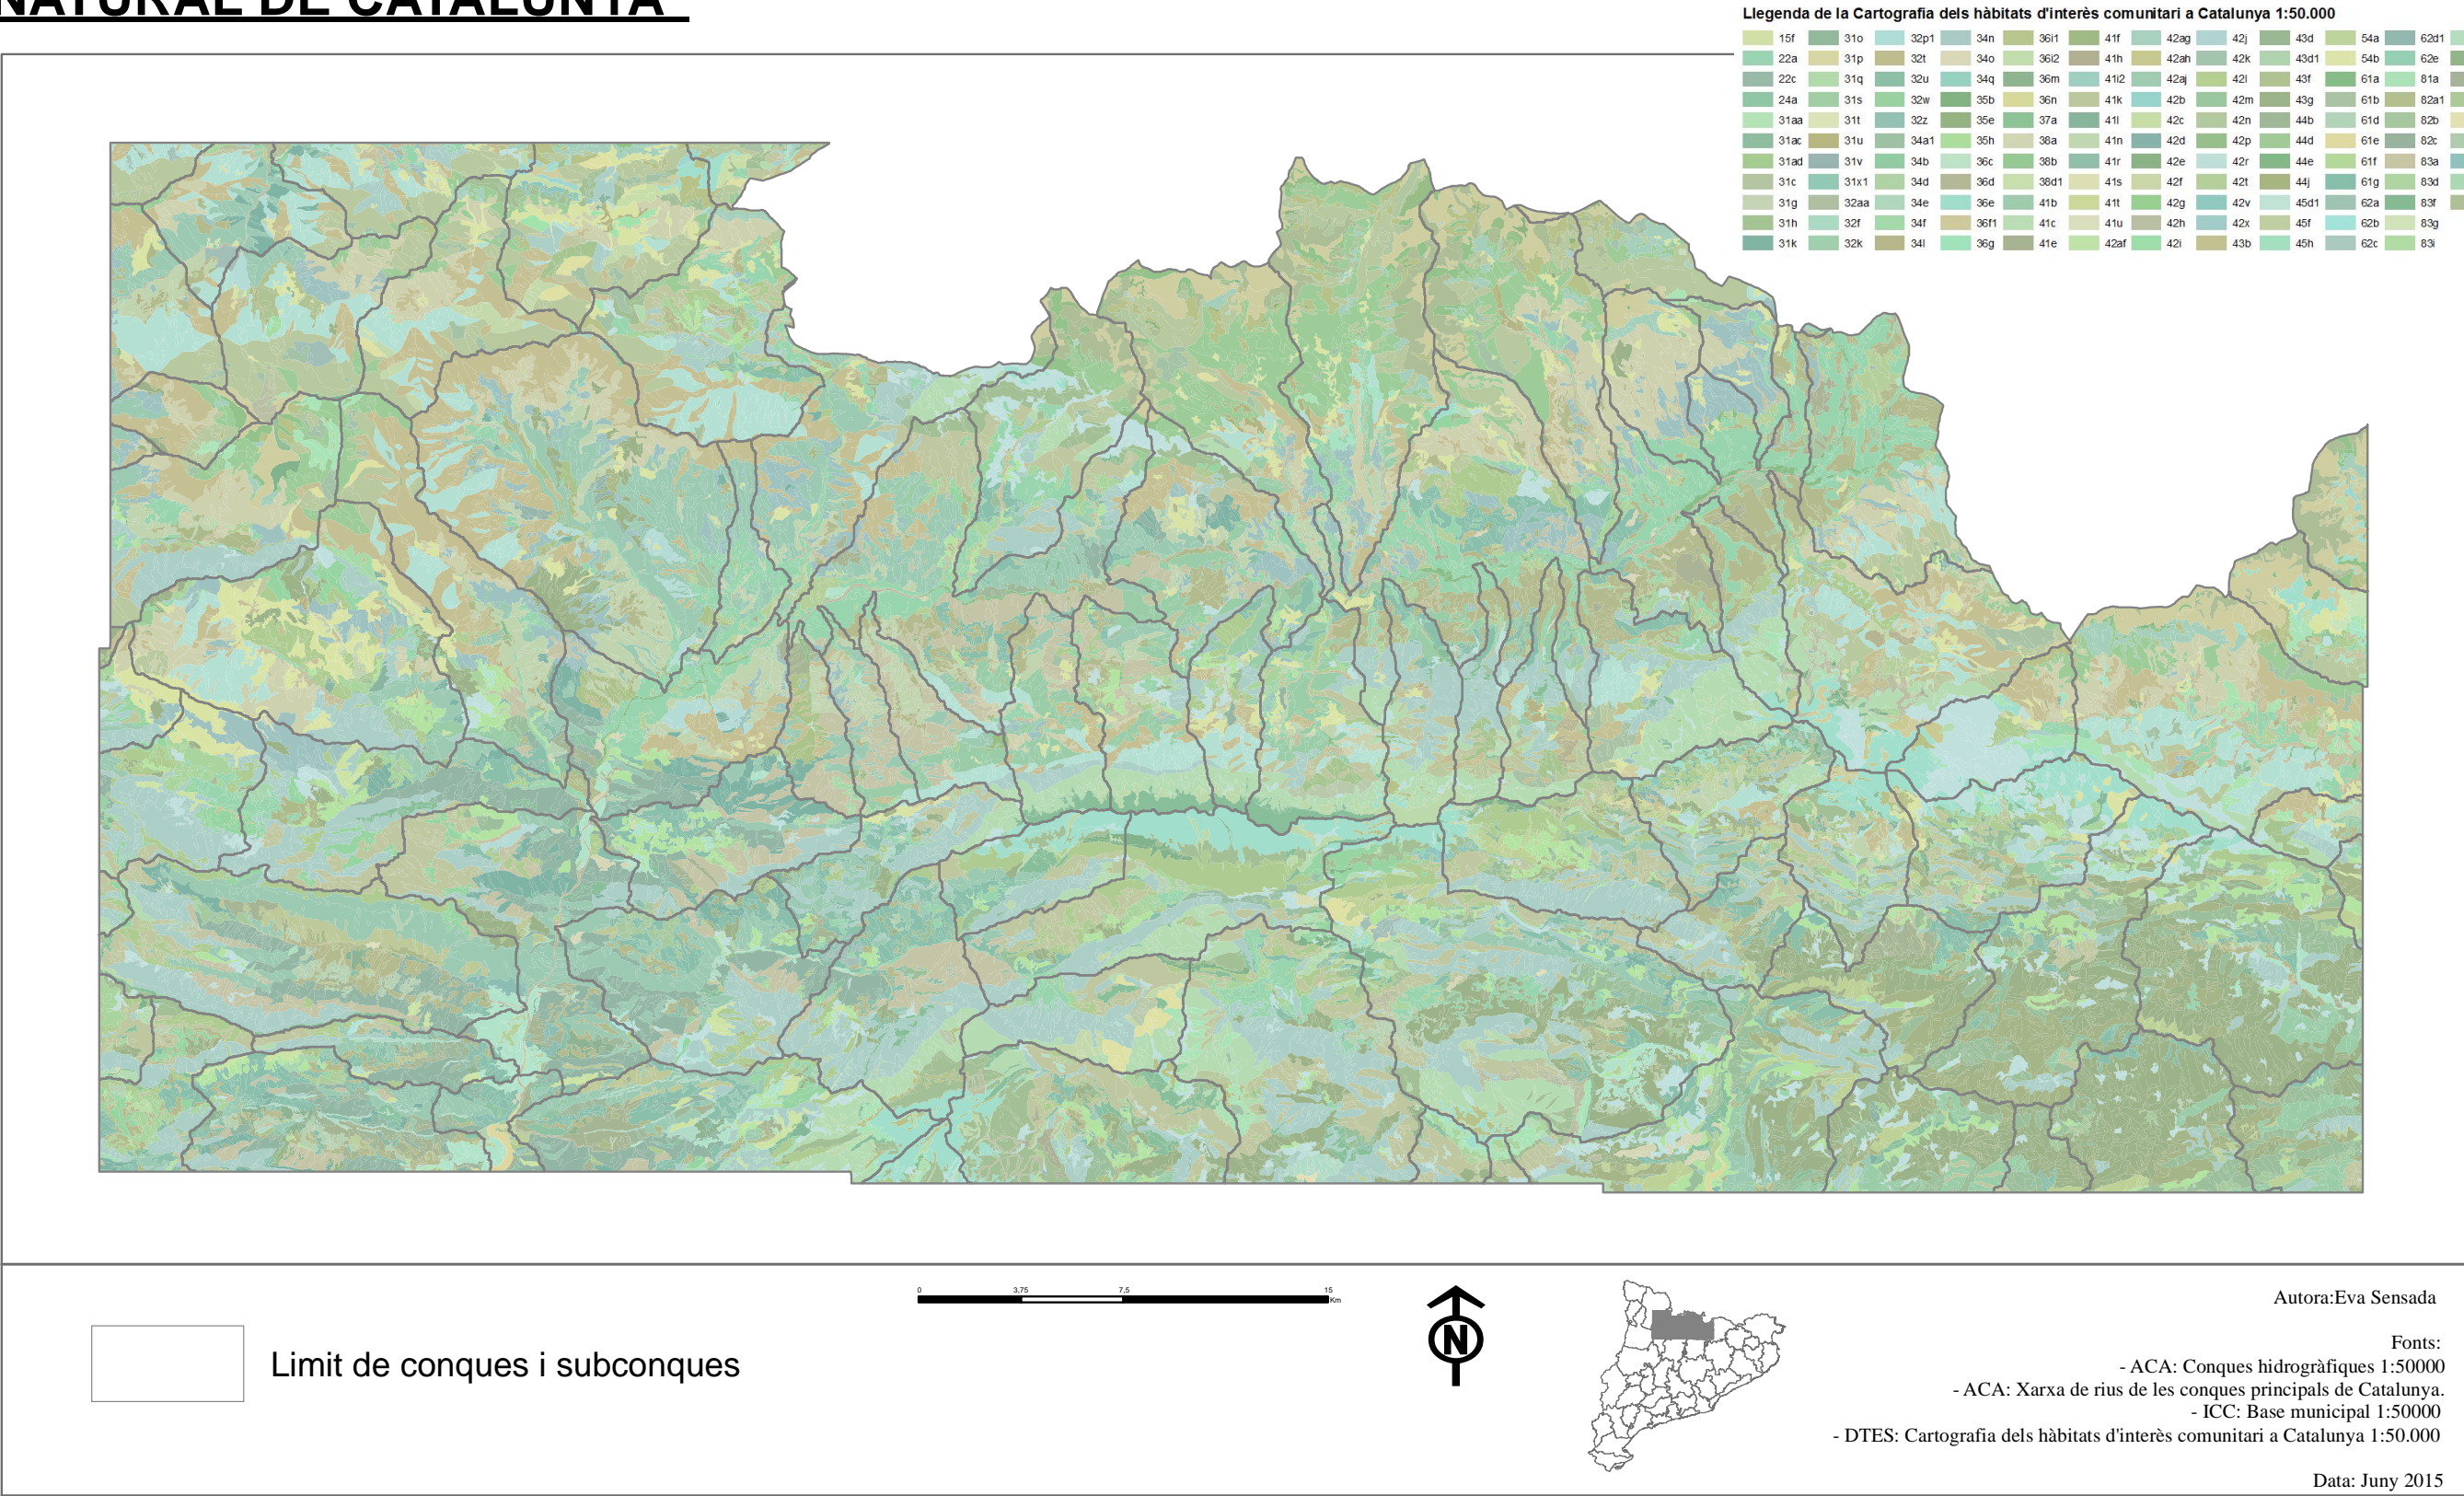 NATURAL DE CATALUNYA
Llegenda de la Cartografia dels hàbitats d'interès comunitari a Catalunya 1:50.000
15f 31o 32p1 34n 36i1 41f 42ag 42j 43d 54a 62d1
22a 31p 32t 34o 36i2 41h 42ah 42k 43d1 54b 62e
22c 31q 32u 34q 36m 41i2 42aj 42l 43f 61a 81a
24a 31s 32w 35b 36n 41k 42b 42m 43g 61b 82a1
31aa 31t 32z 35e 37a 41l 42c 42n 44b 61d 82b
31ac 31u 34a1 35h 38a 41n 42d 42p 44d 61e 82c
31ad 31v 34b 36c 38b 41r 42e 42r 44e 61f 83a
31c 31x1 34d 36d 38d1 41s 42f 42t 44j 61g 83d
31g 32aa 34e 36e 41b 41t 42g 42v 45d1 62a 83f
31h 32f 34f 36f1 41c 41u 42h 42x 45f 62b 83g
31k 32k 34l 36g 41e 42af 42i 43b 45h 62c 83i
0 3,75 7,5 15
Km
N
Limit de conques i subconques
Autora:Eva Sensada
Fonts:
- ACA: Conques hidrogràfiques 1:50000
- ACA: Xarxa de rius de les conques principals de Catalunya.
- ICC: Base municipal 1:50000
- DTES: Cartografia dels hàbitats d'interès comunitari a Catalunya 1:50.000
Data: Juny 2015